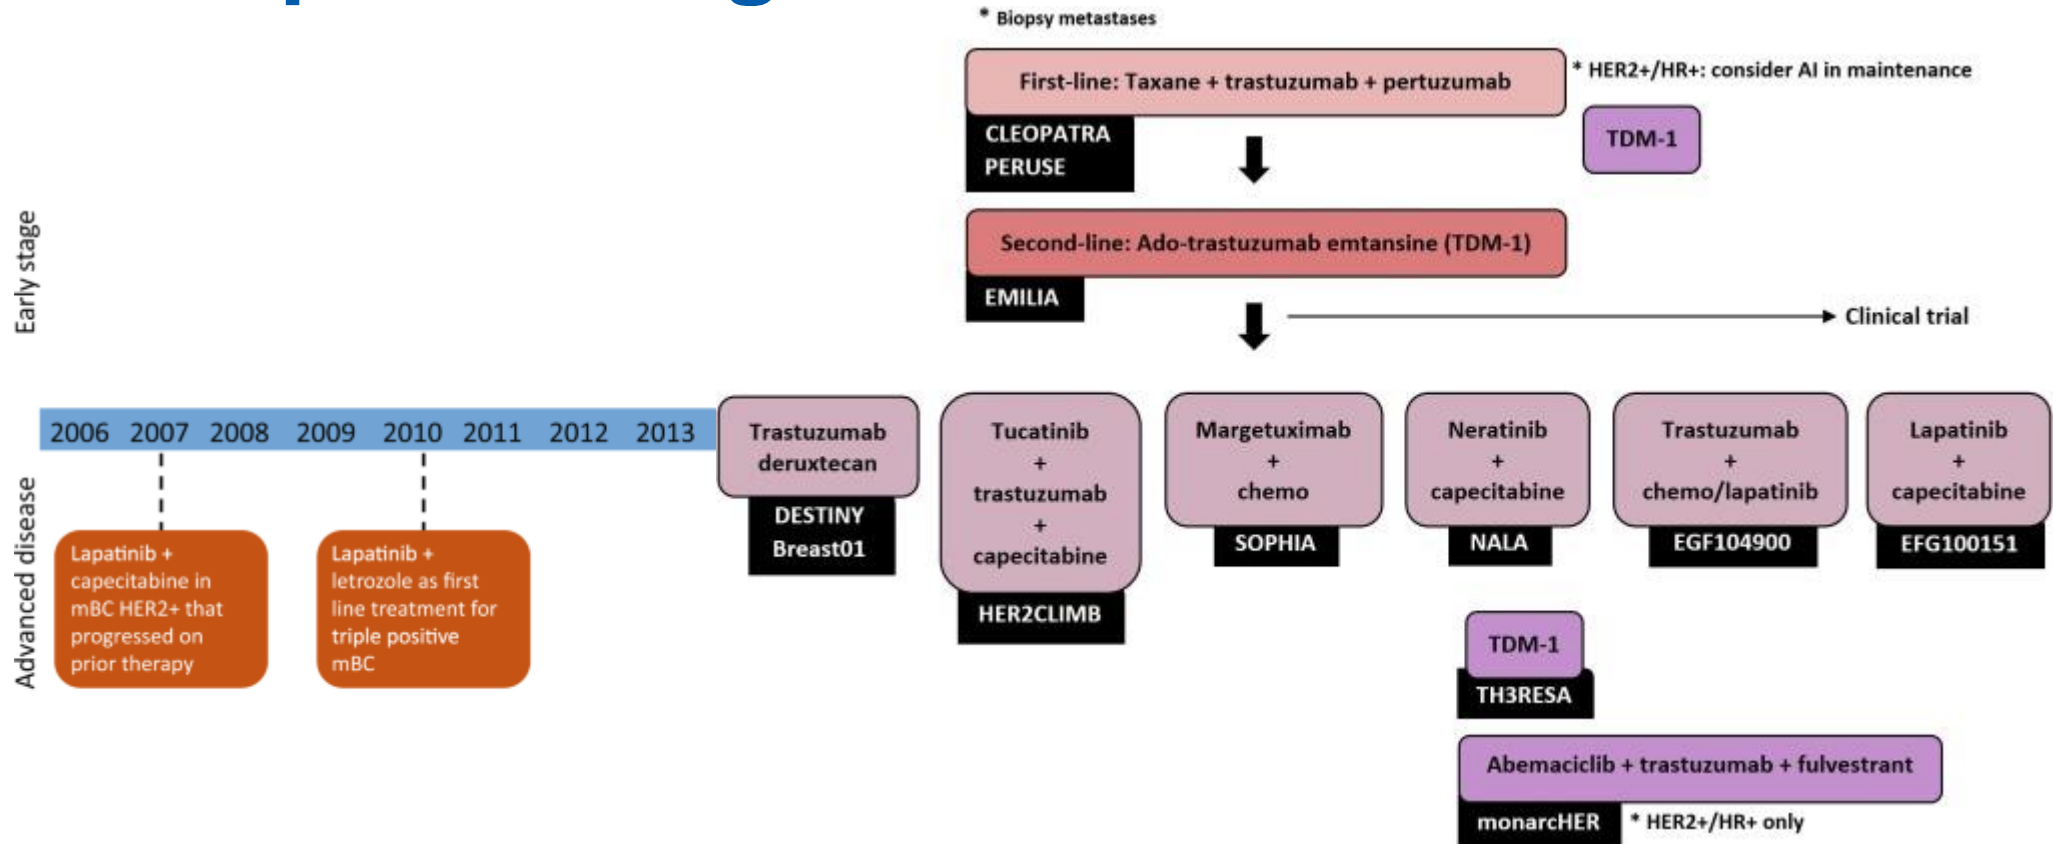 * Biopsy metastases
First-line: Taxane + trastuzumab + pertuzumab
* HER2+/HR+: consider AI in maintenance
CLEOPATRA
PERUSE
TDM-1
Second-line: Ado-trastuzumab emtansine (TDM-1)
EMILIA
Clinical trial
Early stage
Advanced disease
2006 2007 2008 2009 2010 2011 2012 2013
Lapatinib +
capecitabine in
mBC HER2+ that
progressed on
prior therapy
Lapatinib +
letrozole as first
line treatment for
triple positive
mBC
Trastuzumab
deruxtecan
DESTINY
Breast01
Tucatinib
+
trastuzumab
+
capecitabine
HER2CLIMB
Margetuximab
+
chemo
SOPHIA
Neratinib
+
capecitabine
NALA
Trastuzumab
+
chemo/lapatinib
EGF104900
Lapatinib
+
capecitabine
EFG100151
TDM-1
TH3RESA
Abemaciclib + trastuzumab + fulvestrant
monarcHER
* HER2+/HR+ only